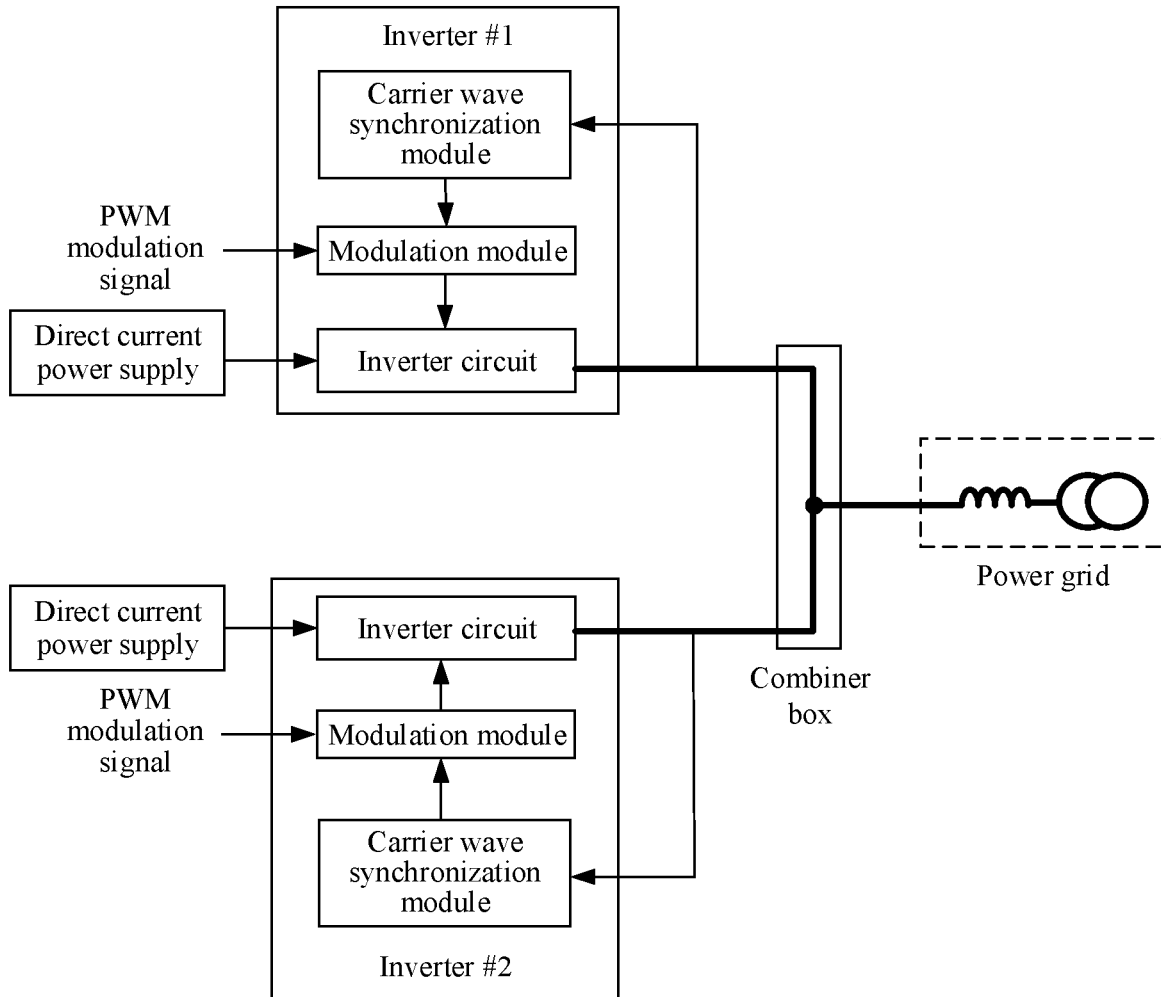 Inverter #1
Carrier wave
synchronization
module
PWM
modulation
signal
Modulation module
Direct current
power supply
Inverter circuit
Power grid
Direct current
power supply
Inverter circuit
Combiner
box
PWM
modulation
signal
Modulation module
Carrier wave
synchronization
module
Inverter #2